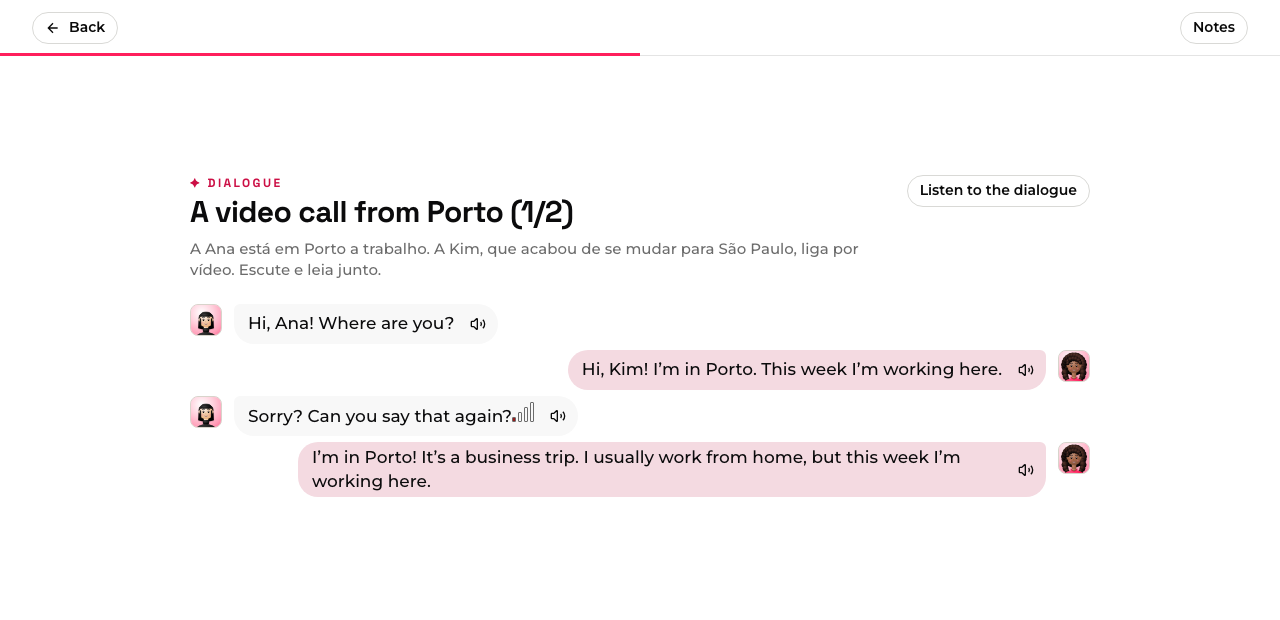 Back
Notes
DIALOGUE
A video call from Porto (1/2)
Listen to the dialogue
A Ana está em Porto a trabalho. A Kim, que acabou de se mudar para São Paulo, liga por
vídeo. Escute e leia junto.
Hi, Ana! Where are you?
Hi, Kim! I’m in Porto. This week I’m working here.
Sorry? Can you say that again?
I’m in Porto! It’s a business trip. I usually work from home, but this week I’m
working here.